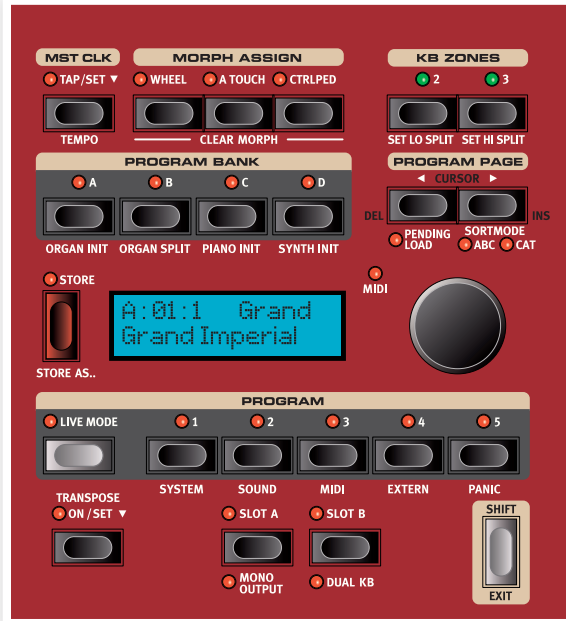 MST CLK MORPH ASSIGN KB ZONES
TAP/SET ▼ WHEEL A TOUCH CTRLPED 2 3
TEMPO CLEAR MORPH SET LO SPLIT SET HI SPLIT
PROGRAM BANK PROGRAM PAGE
A B C D ◄ CURSOR ►
DEL INS
ORGAN INIT ORGAN SPLIT PIANO INIT SYNTH INIT PENDING LOAD SORTMODE
ABC CAT
STORE MIDI
A:01:1 Grand
Grand Imperial
STORE AS..
PROGRAM
LIVE MODE 1 2 3 4 5
SYSTEM SOUND MIDI EXTERN PANIC
TRANSPOSE
ON/SET ▼ SLOT A SLOT B SHIFT
MONO OUTPUT DUAL KB
EXIT